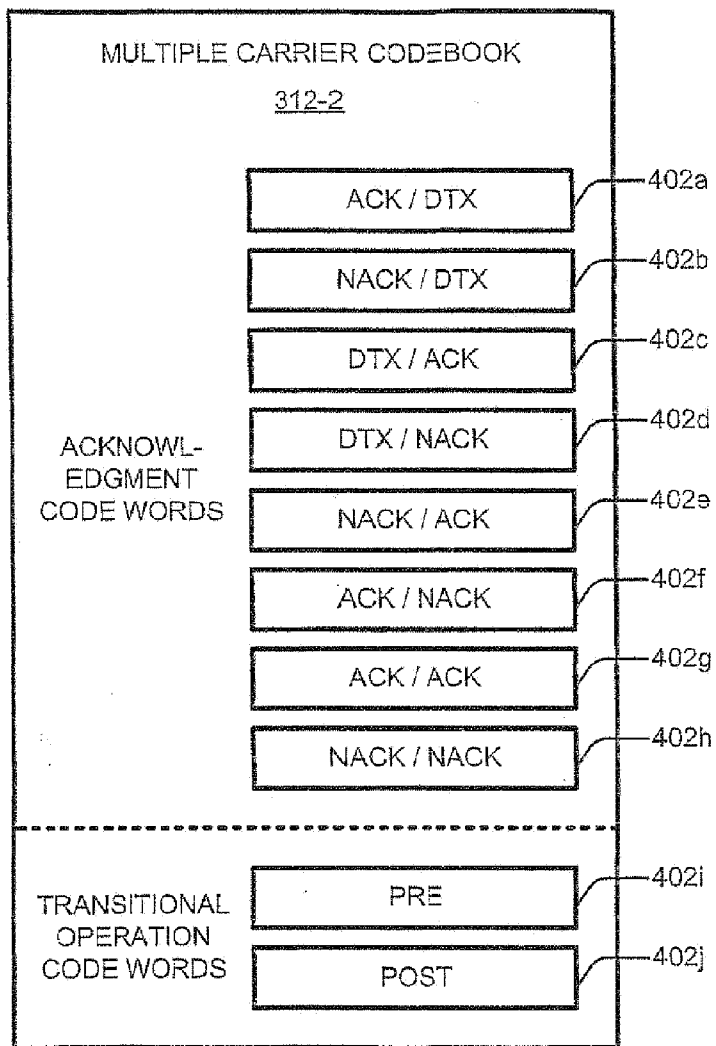 MULTIPLE CARRIER CODEBOOK
312-2
ACK / DTX
402a
NACK / DTX
402b
DTX / ACK
402c
DTX / NACK
402d
ACKNOWL-
EDGMENT
CODE WORDS
NACK / ACK
402e
ACK / NACK
402f
ACK / ACK
402g
NACK / NACK
402h
TRANSITIONAL
OPERATION
CODE WORDS
PRE
402i
POST
402j